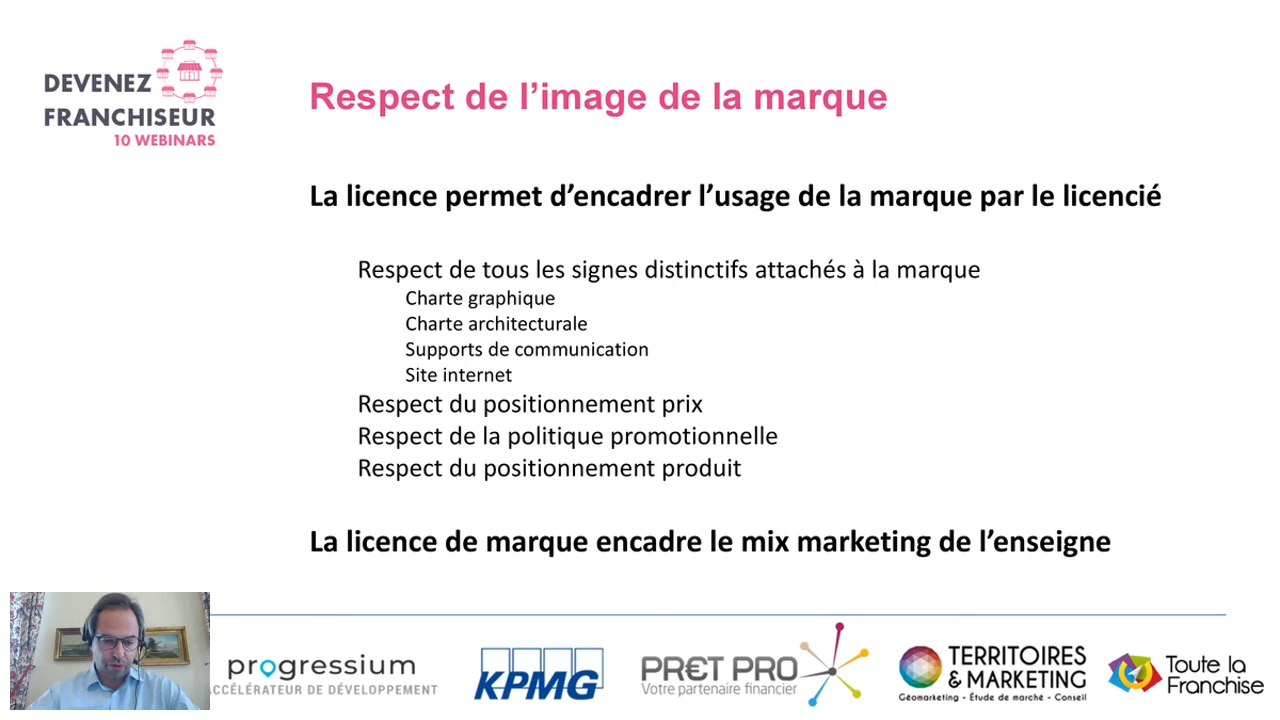 DEVENEZ
FRANCHISEUR
10 WEBINARS
Respect de l’image de la marque
La licence permet d’encadrer l’usage de la marque par le licencié
Respect de tous les signes distinctifs attachés à la marque
Charte graphique
Charte architecturale
Supports de communication
Site internet
Respect du positionnement prix
Respect de la politique promotionnelle
Respect du positionnement produit
La licence de marque encadre le mix marketing de l’enseigne
progressium
ACCÉLÉRATEUR DE DÉVELOPPEMENT
KPMG
PR€T PRO
Votre partenaire financier
TERRITOIRES
& MARKETING
Géomarketing - Étude de marché - Conseil
Toute la
Franchise